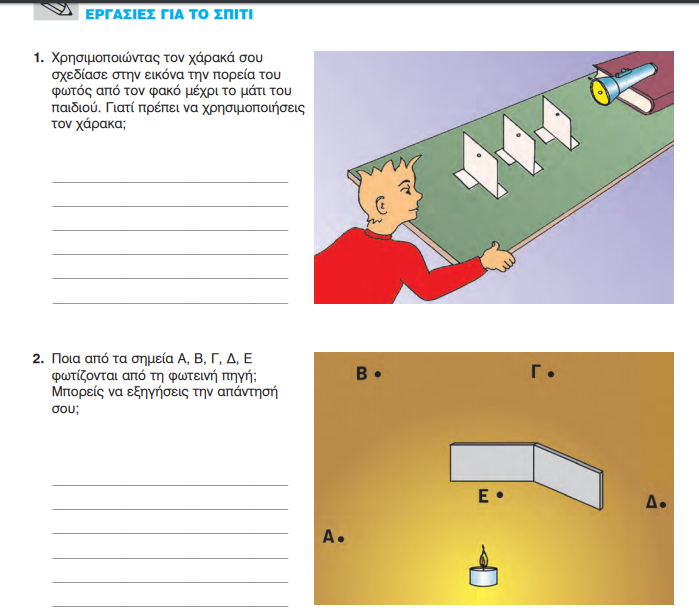 ΕΡΓΑΣΙΕΣ ΓΙΑ ΤΟ ΣΠΙΤΙ
1. Χρησιμοποιώντας τον χάρακά σου
σχεδίασε στην εικόνα την πορεία του
φωτός από τον φακό μέχρι το μάτι του
παιδιού. Γιατί πρέπει να χρησιμοποιήσεις
τον χάρακα;
2. Ποια από τα σημεία Α, Β, Γ, Δ, Ε
φωτίζονται από τη φωτεινή πηγή;
Μπορείς να εξηγήσεις την απάντησή
σου;
Β
Γ
Ε
Δ
Α